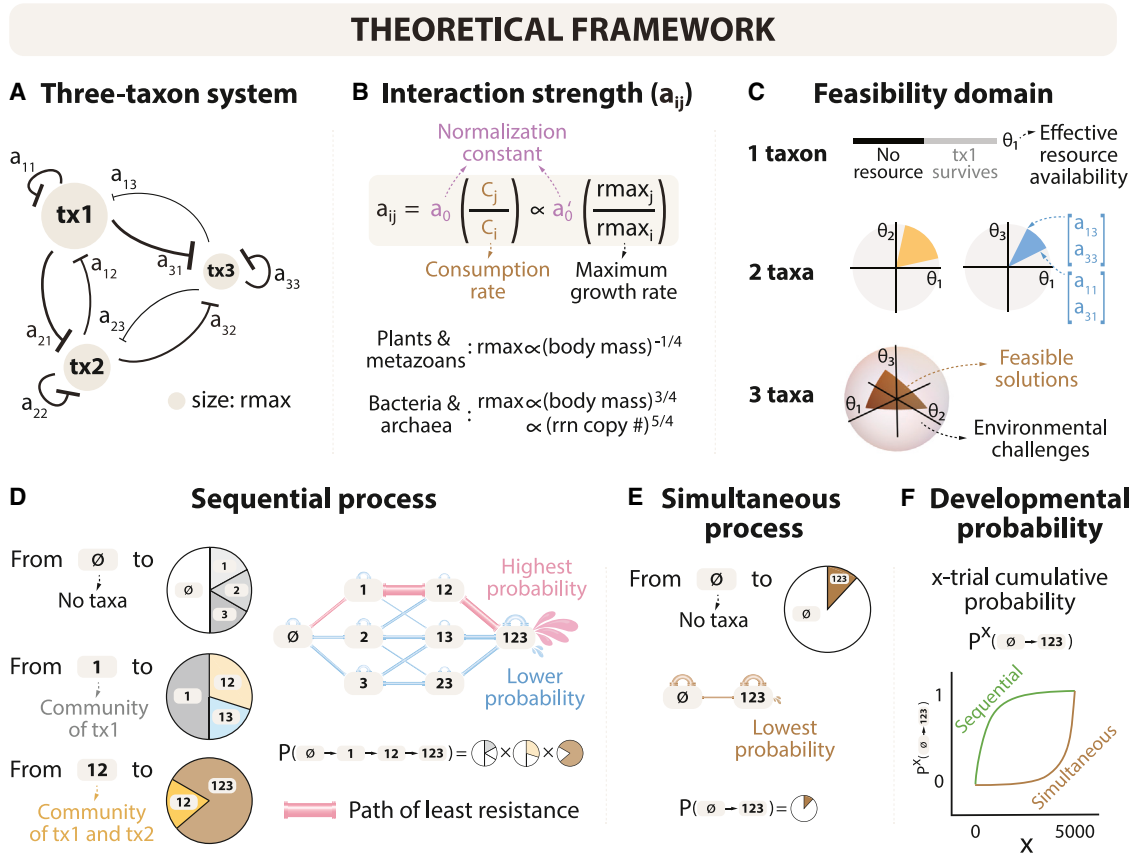 THEORETICAL FRAMEWORK
A Three-taxon system
a11
a13
tx1
a12
a31
tx3
a33
a21
a23
a32
tx2
a22
size: rmax
B Interaction strength (aij)
Normalization
constant
aij = a0 (Cj / Ci) ∝ a0′ (rmaxj / rmaxi)
Consumption
rate
Maximum
growth rate
Plants &
metazoans : rmax∝(body mass)^-1/4
Bacteria &
archaea : rmax∝(body mass)^3/4
∝(rrn copy #)^5/4
C Feasibility domain
1 taxon
No
resource
tx1
survives
θ1
Effective
resource
availability
2 taxa
θ2
θ1
θ3
θ1
[a13
a33]
[a11
a31]
3 taxa
θ3
θ1
θ2
Feasible
solutions
Environmental
challenges
D Sequential process
From Ø to
No taxa
Ø
1
2
3
From 1 to
Community
of tx1
1
12
13
From 12 to
Community
of tx1 and tx2
12
123
Highest
probability
1
12
Ø
2
13
123
3
23
Lower
probability
P( Ø → 1 → 12 → 123 ) = × ×
Path of least resistance
E Simultaneous
process
From Ø to
No taxa
123
Ø
Ø
123
Lowest
probability
P( Ø → 123 ) =
F Developmental
probability
x-trial cumulative
probability
P^X( Ø → 123 )
P^X( Ø → 123 )
1
0
Sequential
Simultaneous
0
5000
X